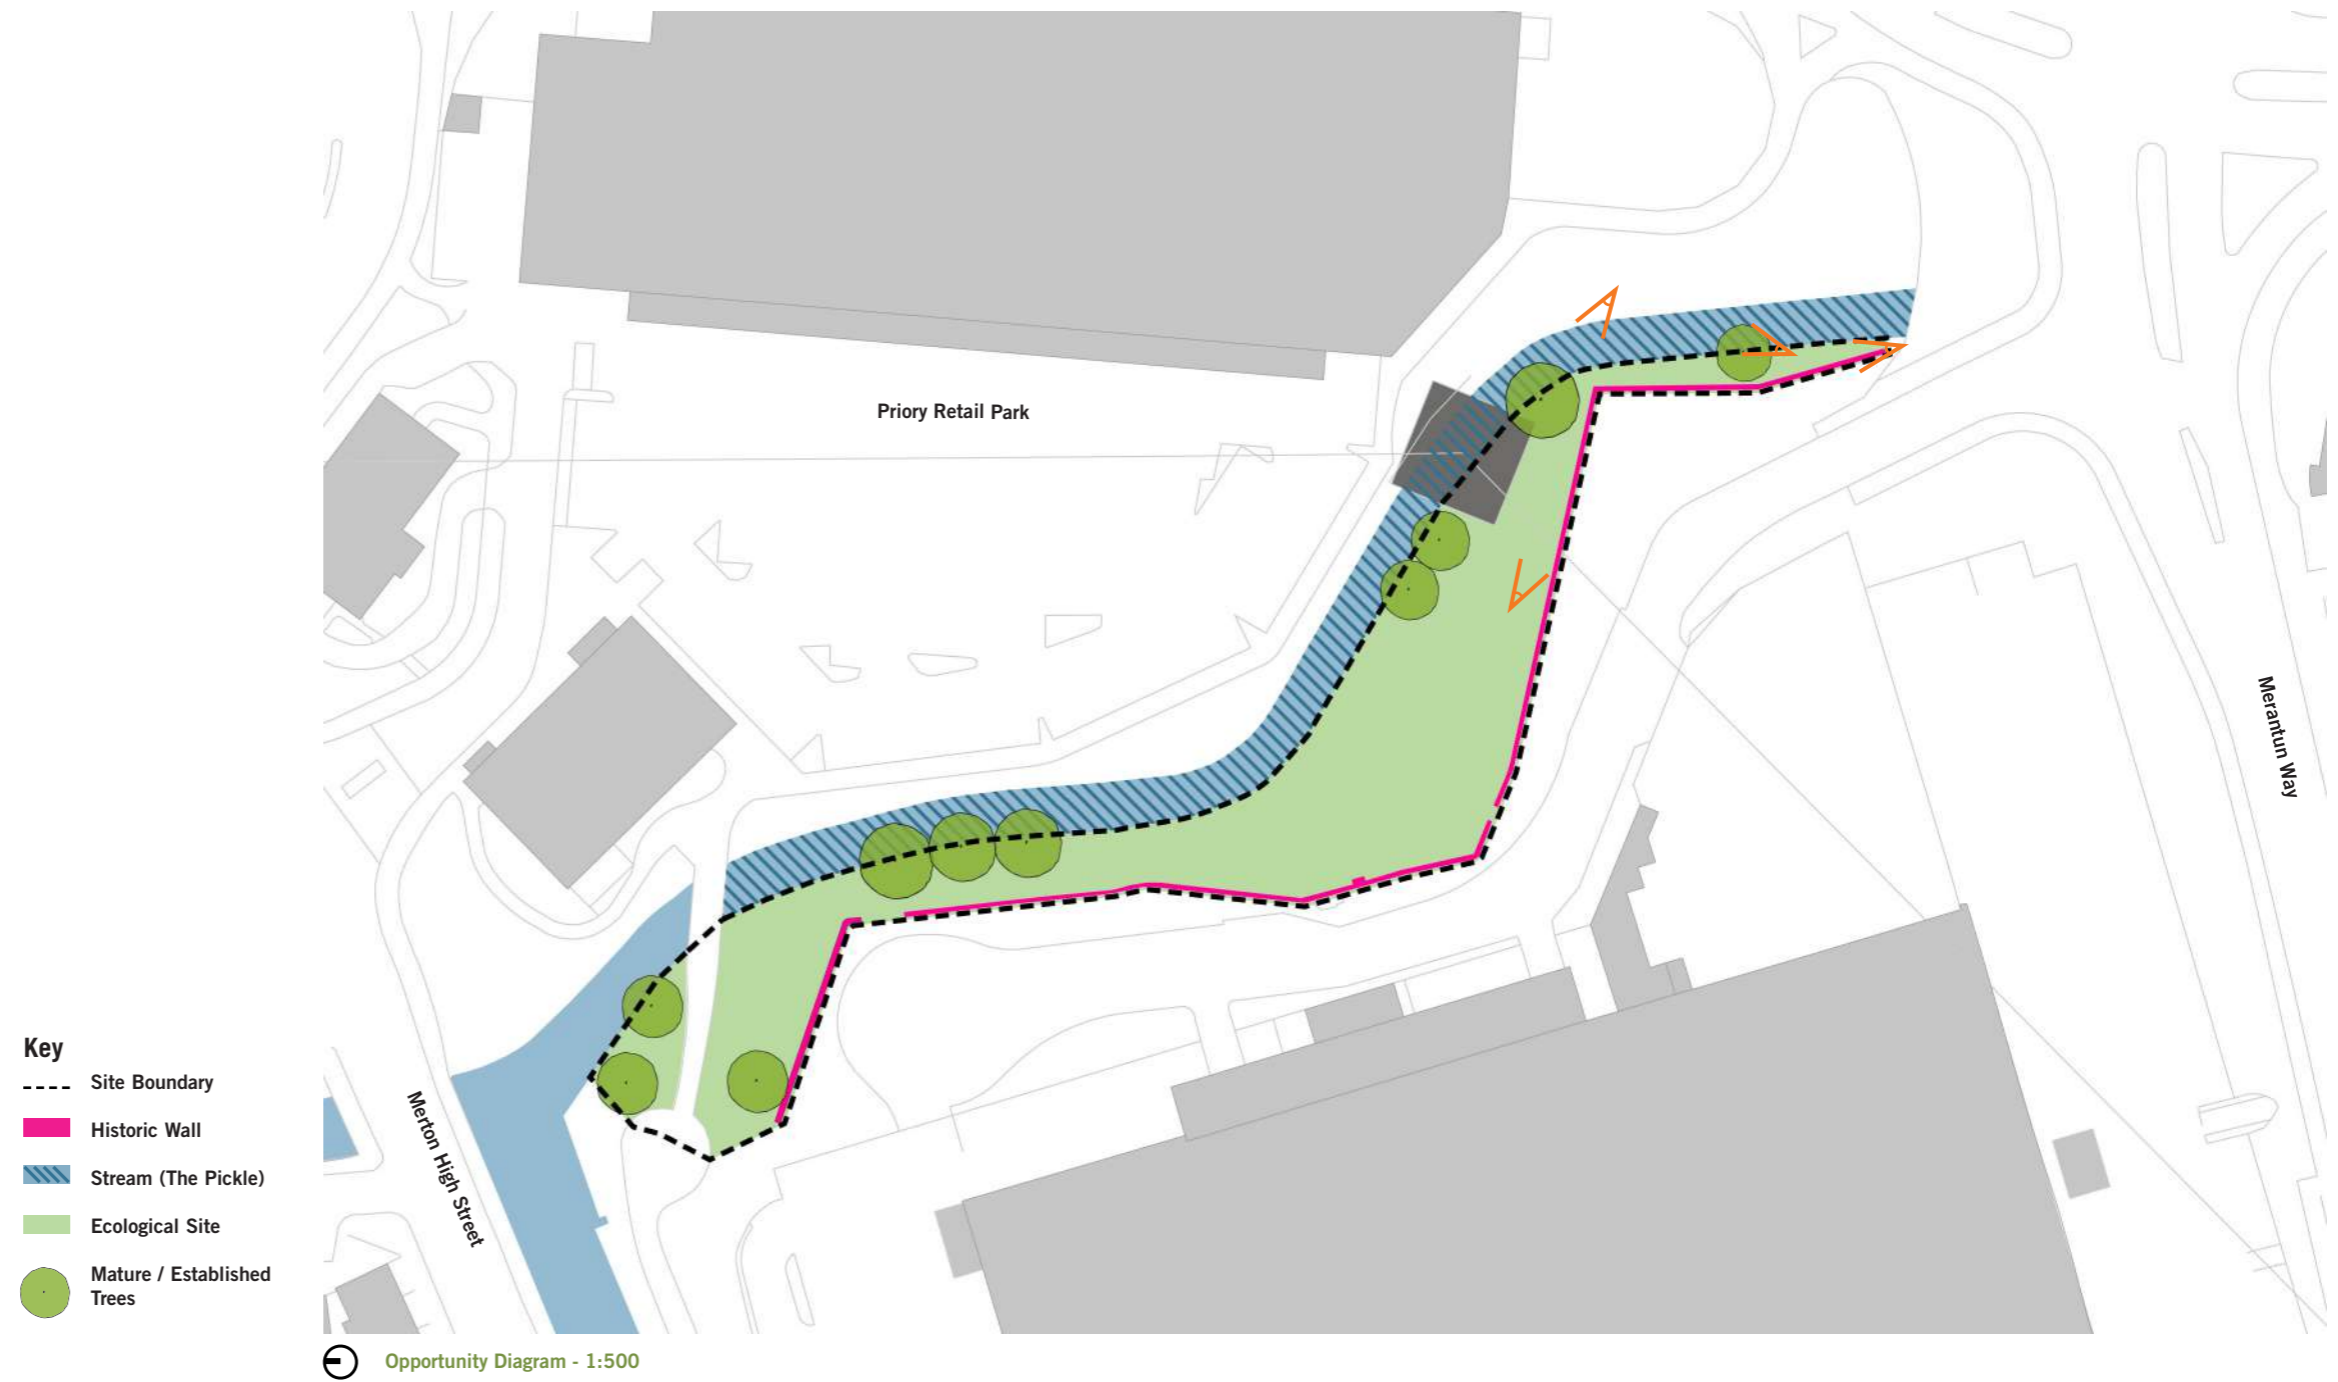 Priory Retail Park
Merantun Way
Merton High Street
Key
Site Boundary
Historic Wall
Stream (The Pickle)
Ecological Site
Mature / Established
Trees
Opportunity Diagram - 1:500